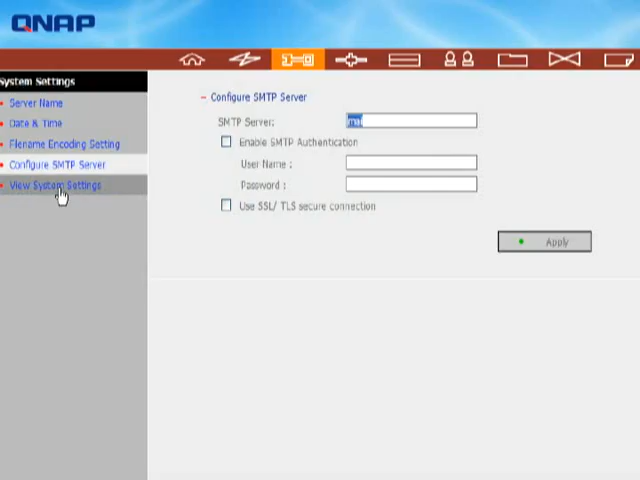 QNAP
System Settings
Server Name
Date & Time
Filename Encoding Setting
Configure SMTP Server
View System Settings
Configure SMTP Server
SMTP Server:
Enable SMTP Authentication
User Name :
Password :
Use SSL/ TLS secure connection
Apply